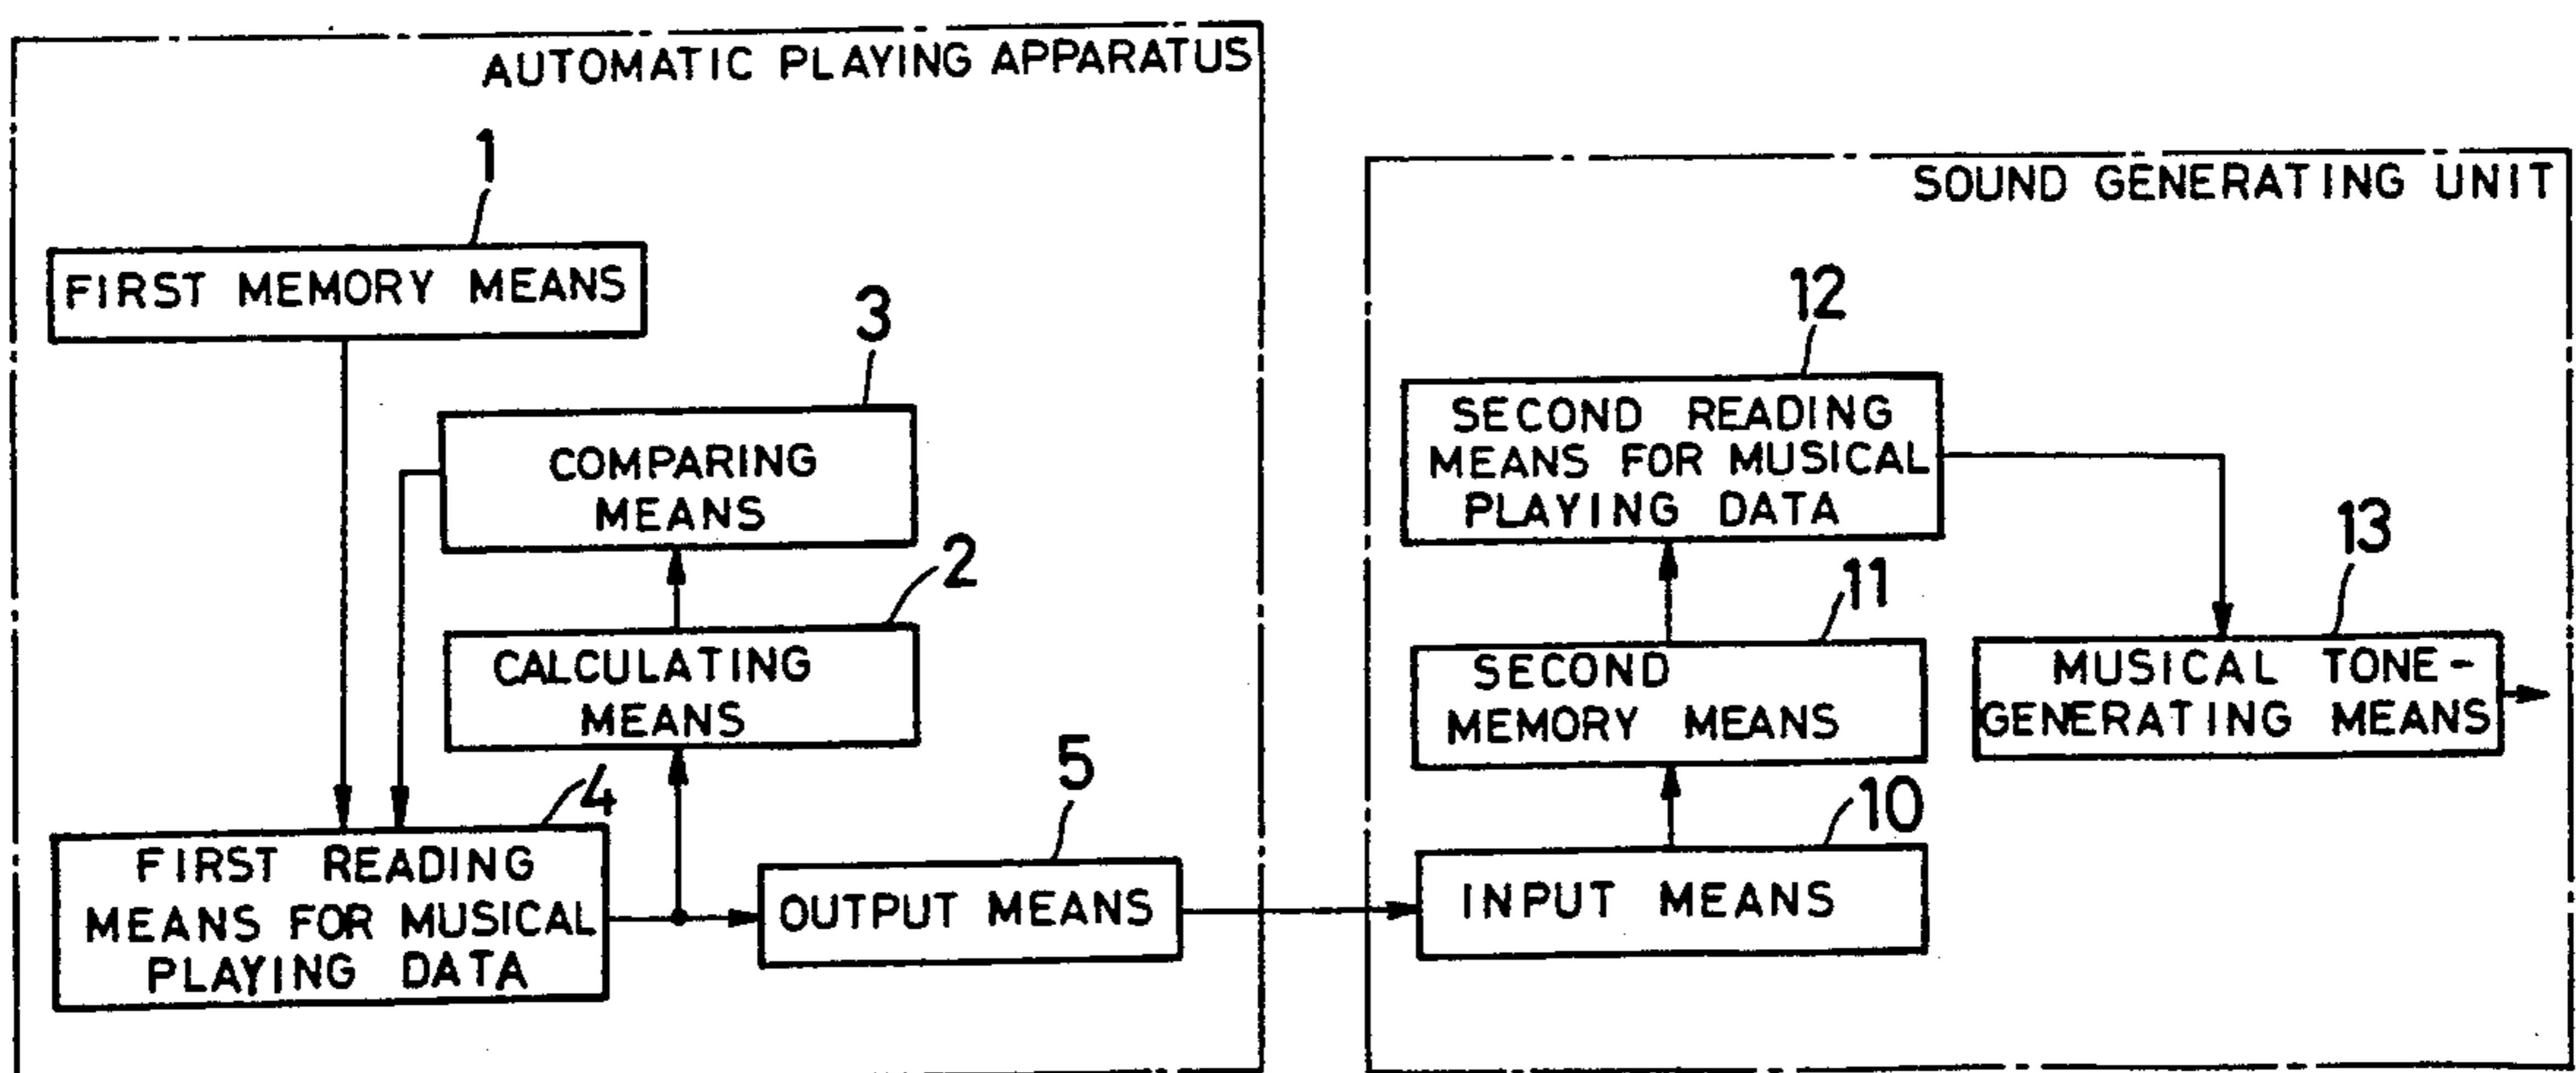 AUTOMATIC PLAYING APPARATUS
1
FIRST MEMORY MEANS
3
COMPARING
MEANS
2
CALCULATING
MEANS
4
FIRST READING
MEANS FOR MUSICAL
PLAYING DATA
5
OUTPUT MEANS
SOUND GENERATING UNIT
12
SECOND READING
MEANS FOR MUSICAL
PLAYING DATA
11
SECOND
MEMORY MEANS
10
INPUT MEANS
13
MUSICAL TONE-
GENERATING MEANS